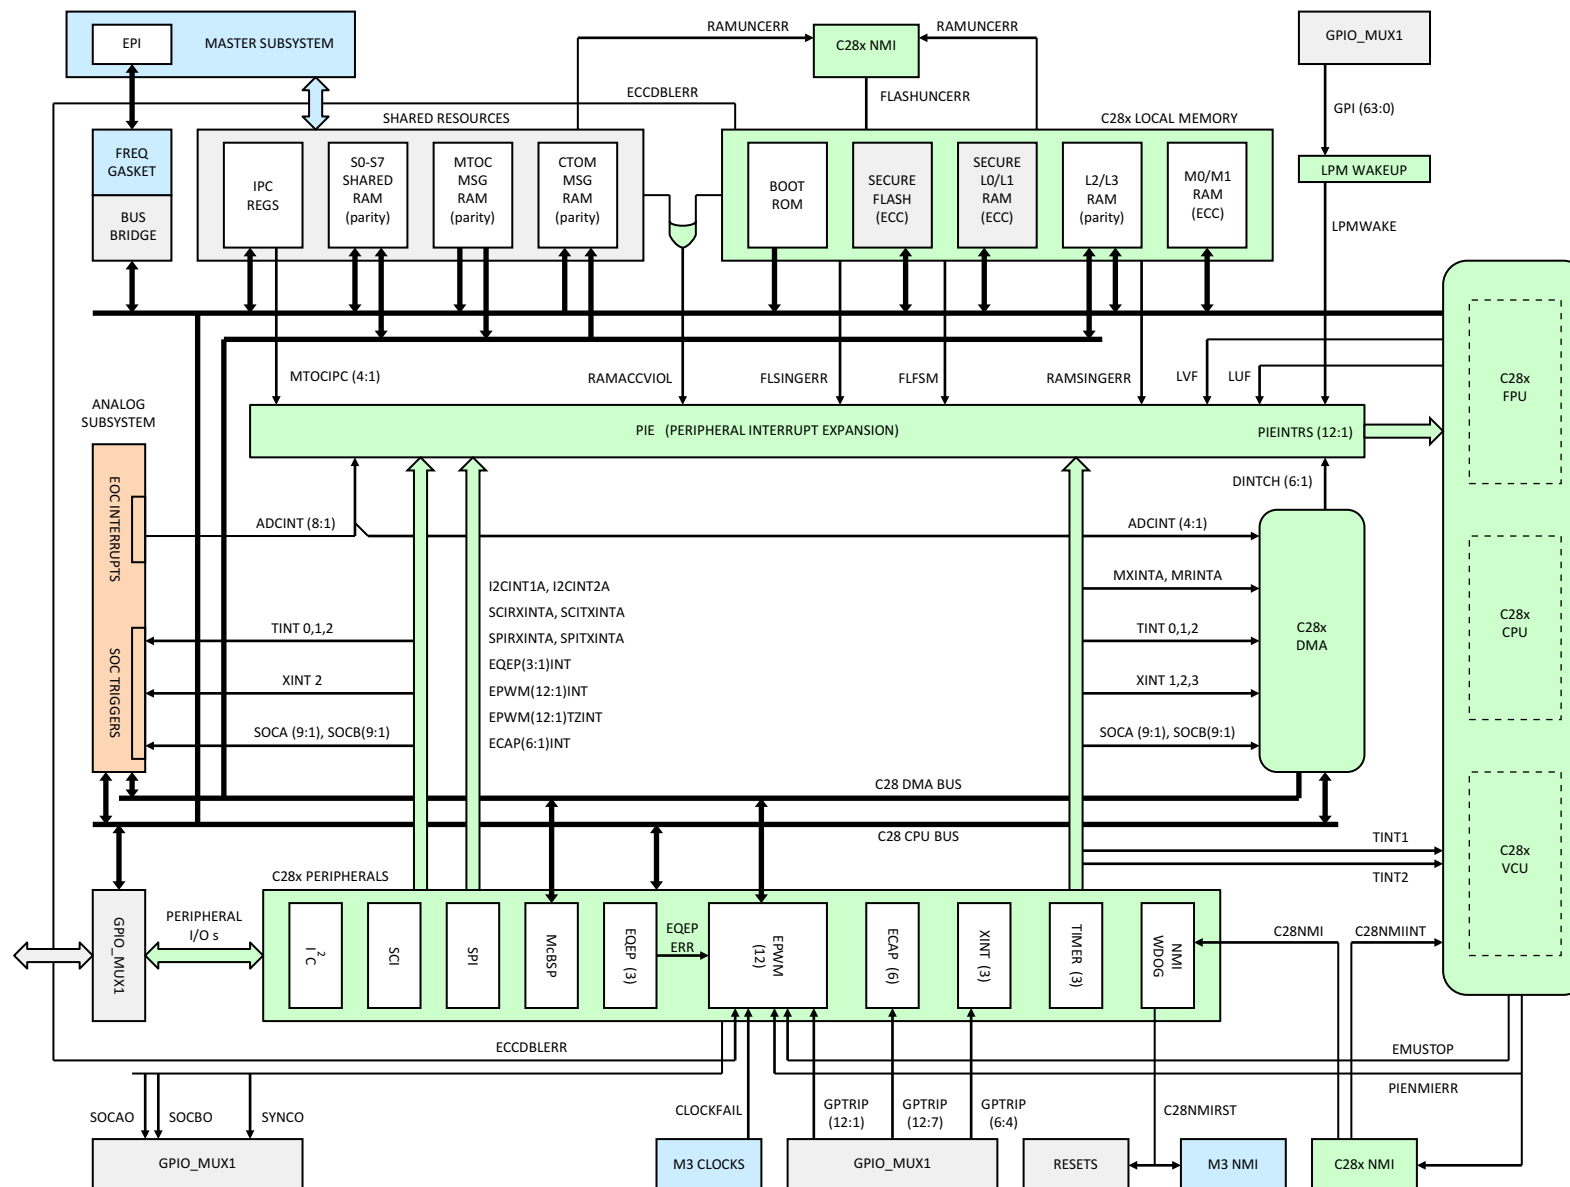 EPI
MASTER SUBSYSTEM
RAMUNCERR
C28x NMI
RAMUNCERR
GPIO_MUX1
ECCDBLERR
FLASHUNCERR
GPI (63:0)
SHARED RESOURCES
C28x LOCAL MEMORY
FREQ
GASKET
BUS
BRIDGE
IPC
REGS
S0-S7
SHARED
RAM
(parity)
MTOC
MSG
RAM
(parity)
CTOM
MSG
RAM
(parity)
BOOT
ROM
SECURE
FLASH
(ECC)
SECURE
L0/L1
RAM
(ECC)
L2/L3
RAM
(parity)
M0/M1
RAM
(ECC)
LPM WAKEUP
LPMWAKE
MTOCIPC (4:1)
RAMACCVIOL
FLSINGERR
FLFSM
RAMSINGERR
LVF
LUF
C28x
FPU
ANALOG
SUBSYSTEM
PIE (PERIPHERAL INTERRUPT EXPANSION)
PIEINTRS (12:1)
DINTCH (6:1)
EOC INTERRUPTS
ADCINT (8:1)
ADCINT (4:1)
I2CINT1A, I2CINT2A
SCIRXINTA, SCITXINTA
SPIRXINTA, SPITXINTA
EQEP(3:1)INT
EPWM(12:1)INT
EPWM(12:1)TZINT
ECAP(6:1)INT
MXINTA, MRINTA
SOC TRIGGERS
TINT 0,1,2
TINT 0,1,2
XINT 2
XINT 1,2,3
SOCA (9:1), SOCB(9:1)
SOCA (9:1), SOCB(9:1)
C28x
DMA
C28x
CPU
C28 DMA BUS
C28 CPU BUS
TINT1
TINT2
C28x
VCU
C28x PERIPHERALS
PERIPHERAL
I/O s
GPIO_MUX1
I2C
SCI
SPI
McBSP
EQEP (3)
EQEP
ERR
EPWM
(12)
ECAP (6)
XINT (3)
TIMER (3)
NMI
WDOG
C28NMI
C28NMIINT
ECCDBLERR
EMUSTOP
PIENMIERR
SOCAO
SOCBO
SYNCO
CLOCKFAIL
GPTRIP
(12:1)
GPTRIP
(12:7)
GPTRIP
(6:4)
C28NMIRST
GPIO_MUX1
M3 CLOCKS
GPIO_MUX1
RESETS
M3 NMI
C28x NMI